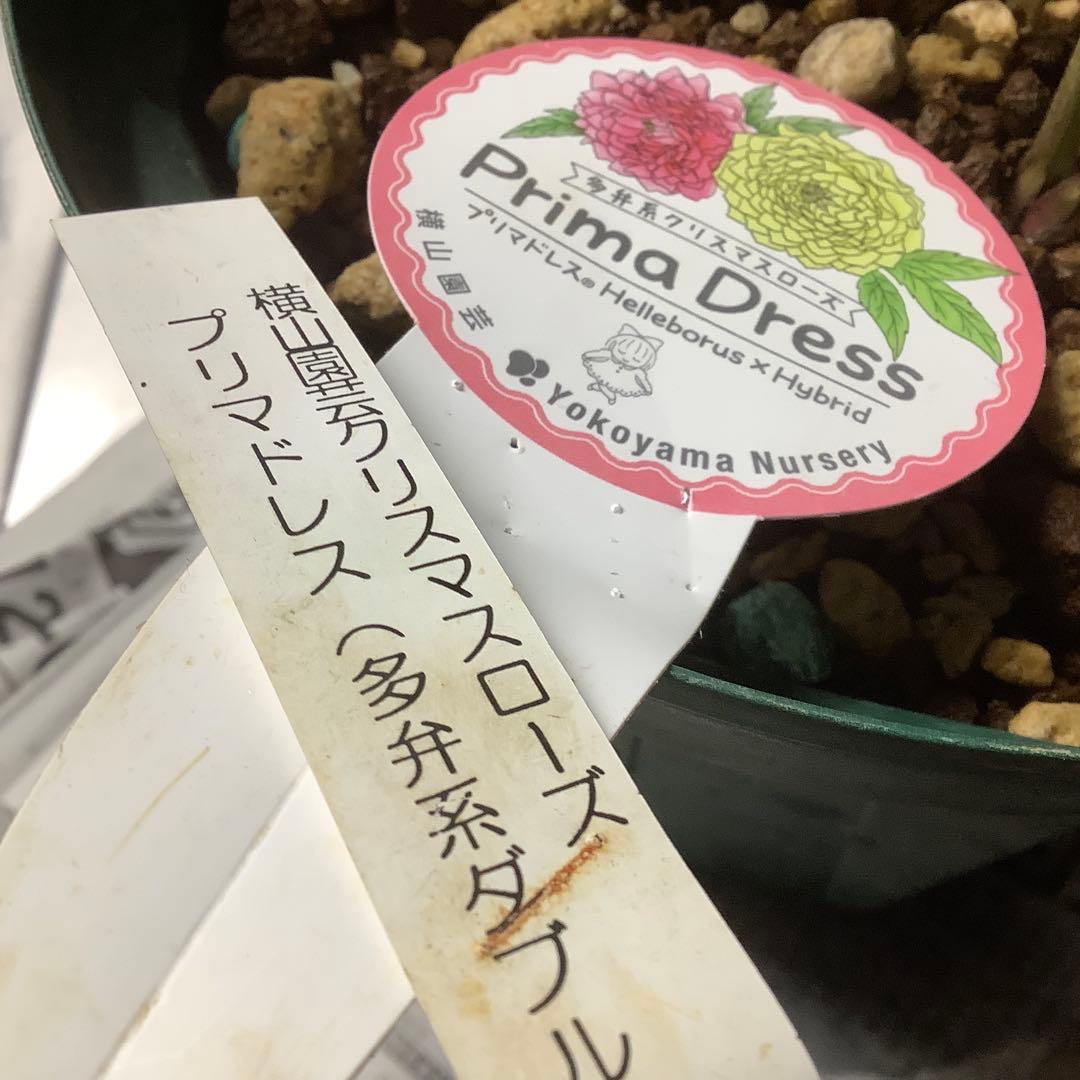 多弁系クリスマスローズ
Prima Dress
プリマドレス® Helleborus × Hybrid
横山園芸
Yokoyama Nursery
横山園芸クリスマスローズ
プリマドレス（多弁系ダブル